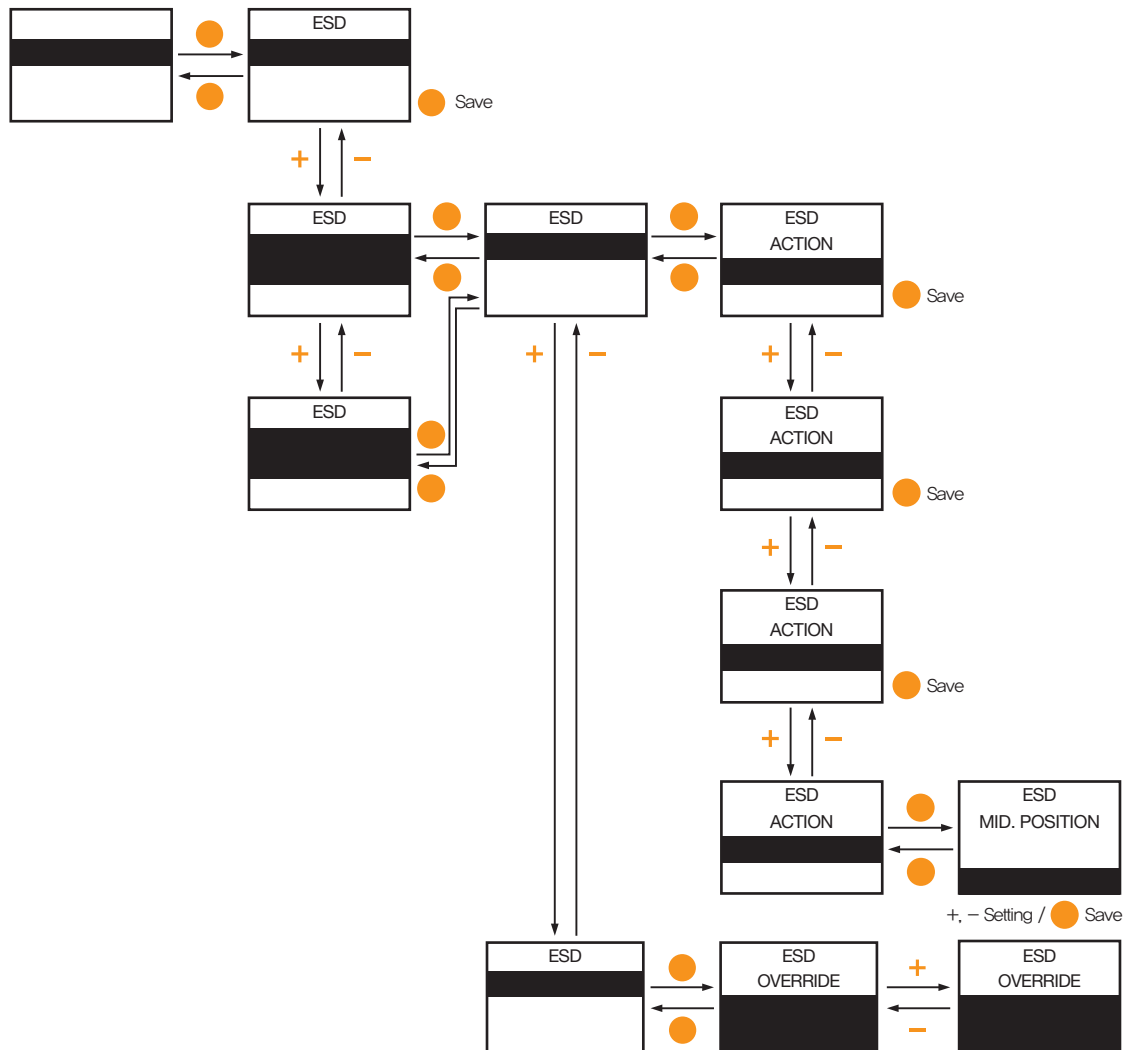 ESD
Save
+ −
ESD
ESD
ESD
ACTION
Save
+ −
+ −
+ −
ESD
ESD
ACTION
Save
+ −
ESD
ACTION
Save
+ −
ESD
ACTION
ESD
MID. POSITION
+, − Setting / Save
ESD
ESD
OVERRIDE
+
−
ESD
OVERRIDE